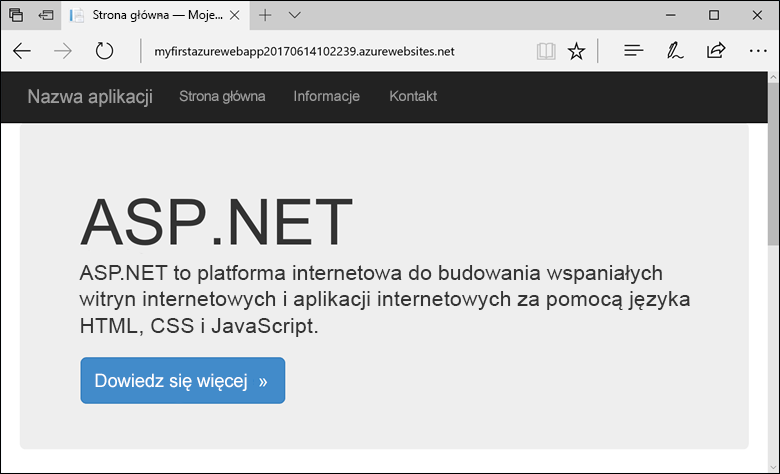 Strona główna — Moje...
myfirstazurewebapp20170614102239.azurewebsites.net
Nazwa aplikacji Strona główna Informacje Kontakt
ASP.NET
ASP.NET to platforma internetowa do budowania wspaniałych
witryn internetowych i aplikacji internetowych za pomocą języka
HTML, CSS i JavaScript.
Dowiedz się więcej »